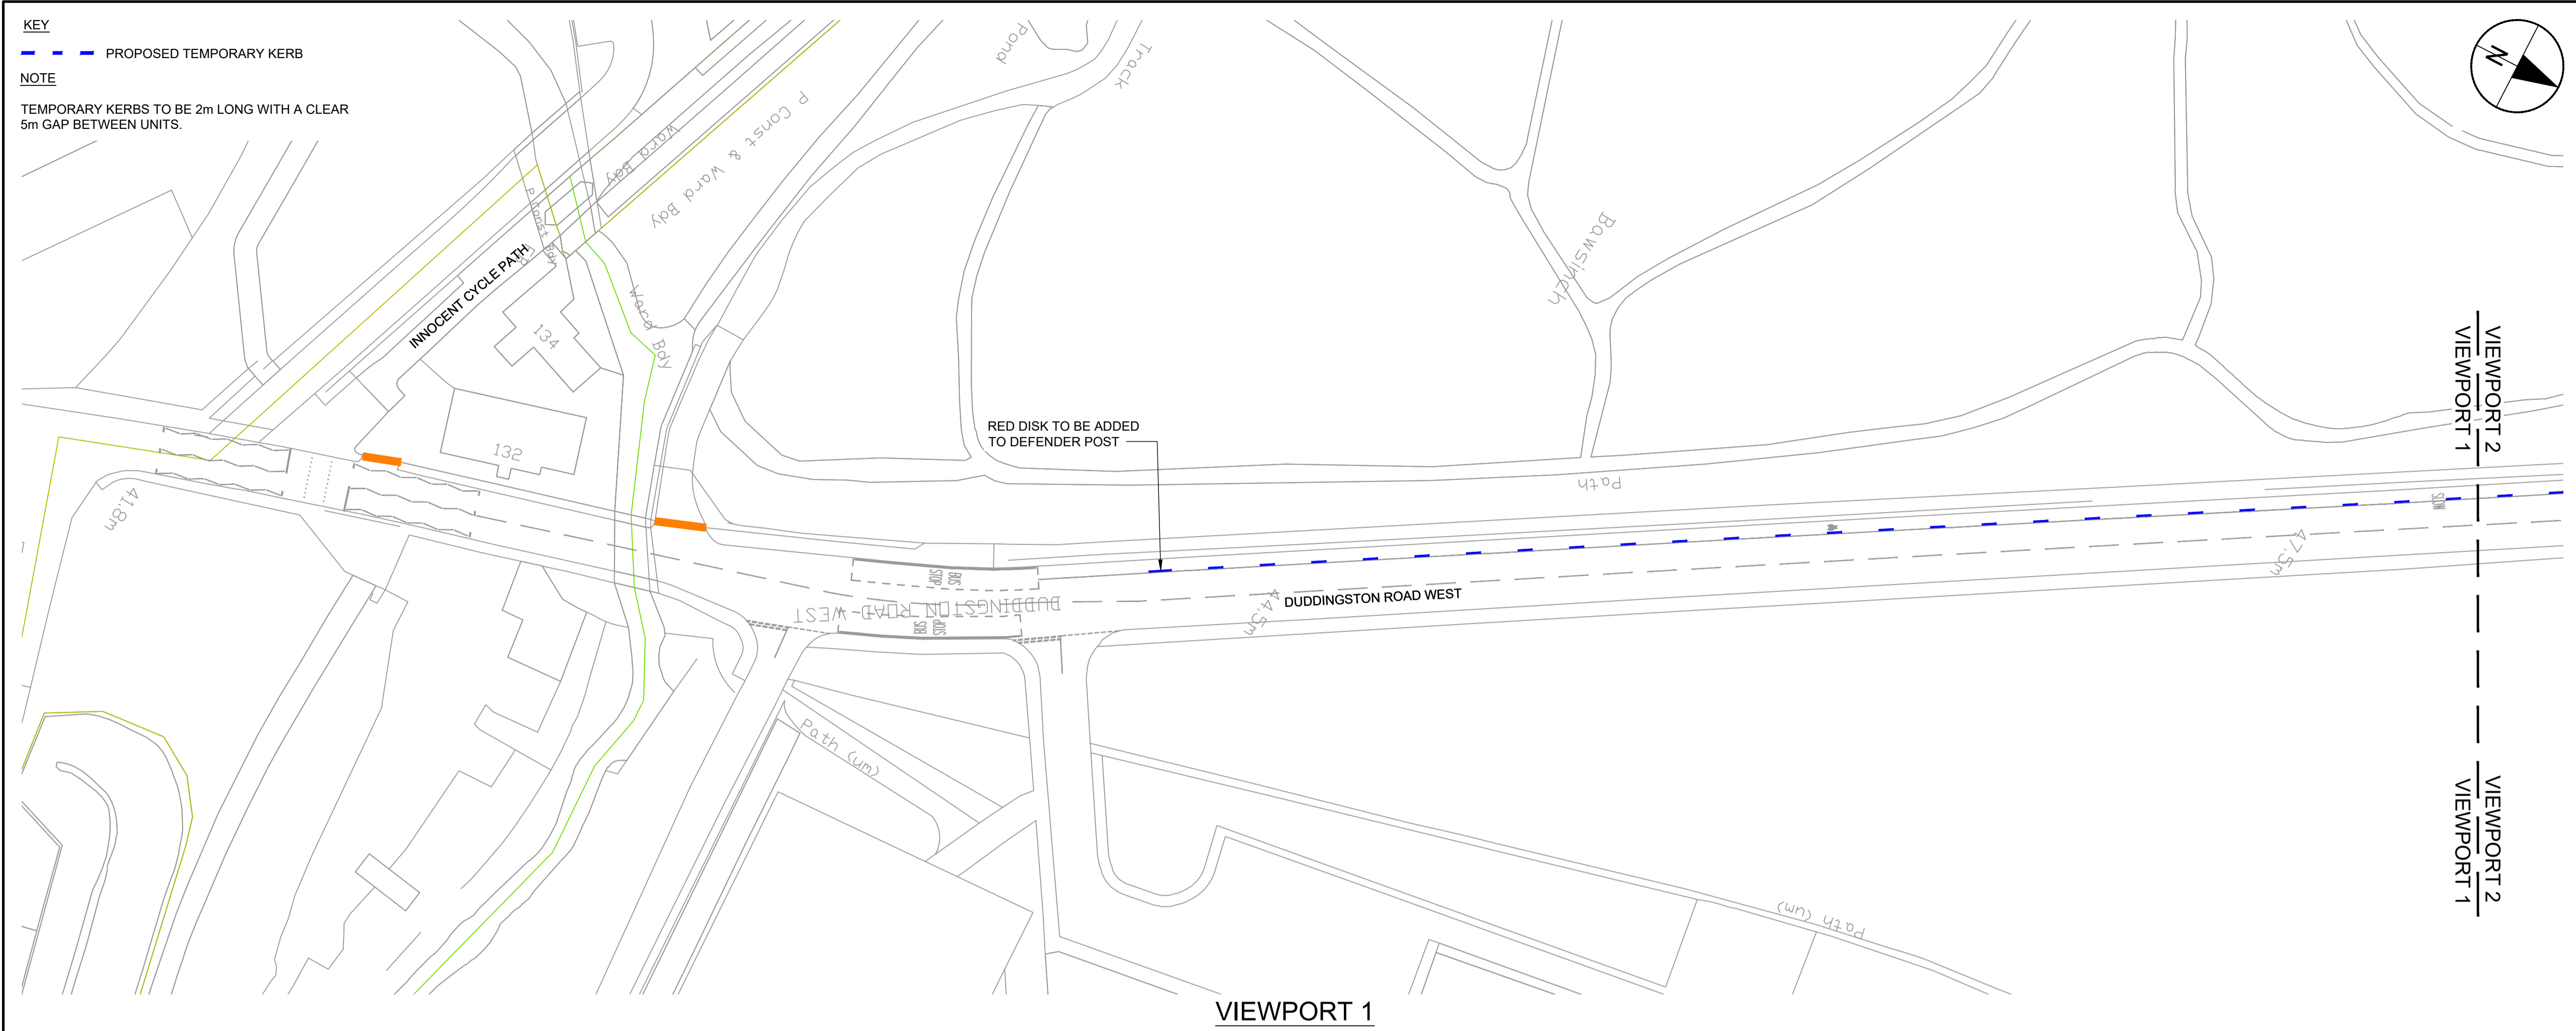 KEY
PROPOSED TEMPORARY KERB
NOTE
TEMPORARY KERBS TO BE 2m LONG WITH A CLEAR
5m GAP BETWEEN UNITS.
N
Pond
Track
P Const & Ward Bdy
Ward Bdy
P Const Bdy
INNOCENT CYCLE PATH
134
Ward Bdy
132
41.8m
Bawsinch
RED DISK TO BE ADDED
TO DEFENDER POST
Path
SLOW
47.5m
BUS
STOP
DUDDINGSTON ROAD WEST
BUS
STOP
44.5m
DUDDINGSTON ROAD WEST
Path (um)
Path (um)
VIEWPORT 2
VIEWPORT 1
VIEWPORT 2
VIEWPORT 1
VIEWPORT 1